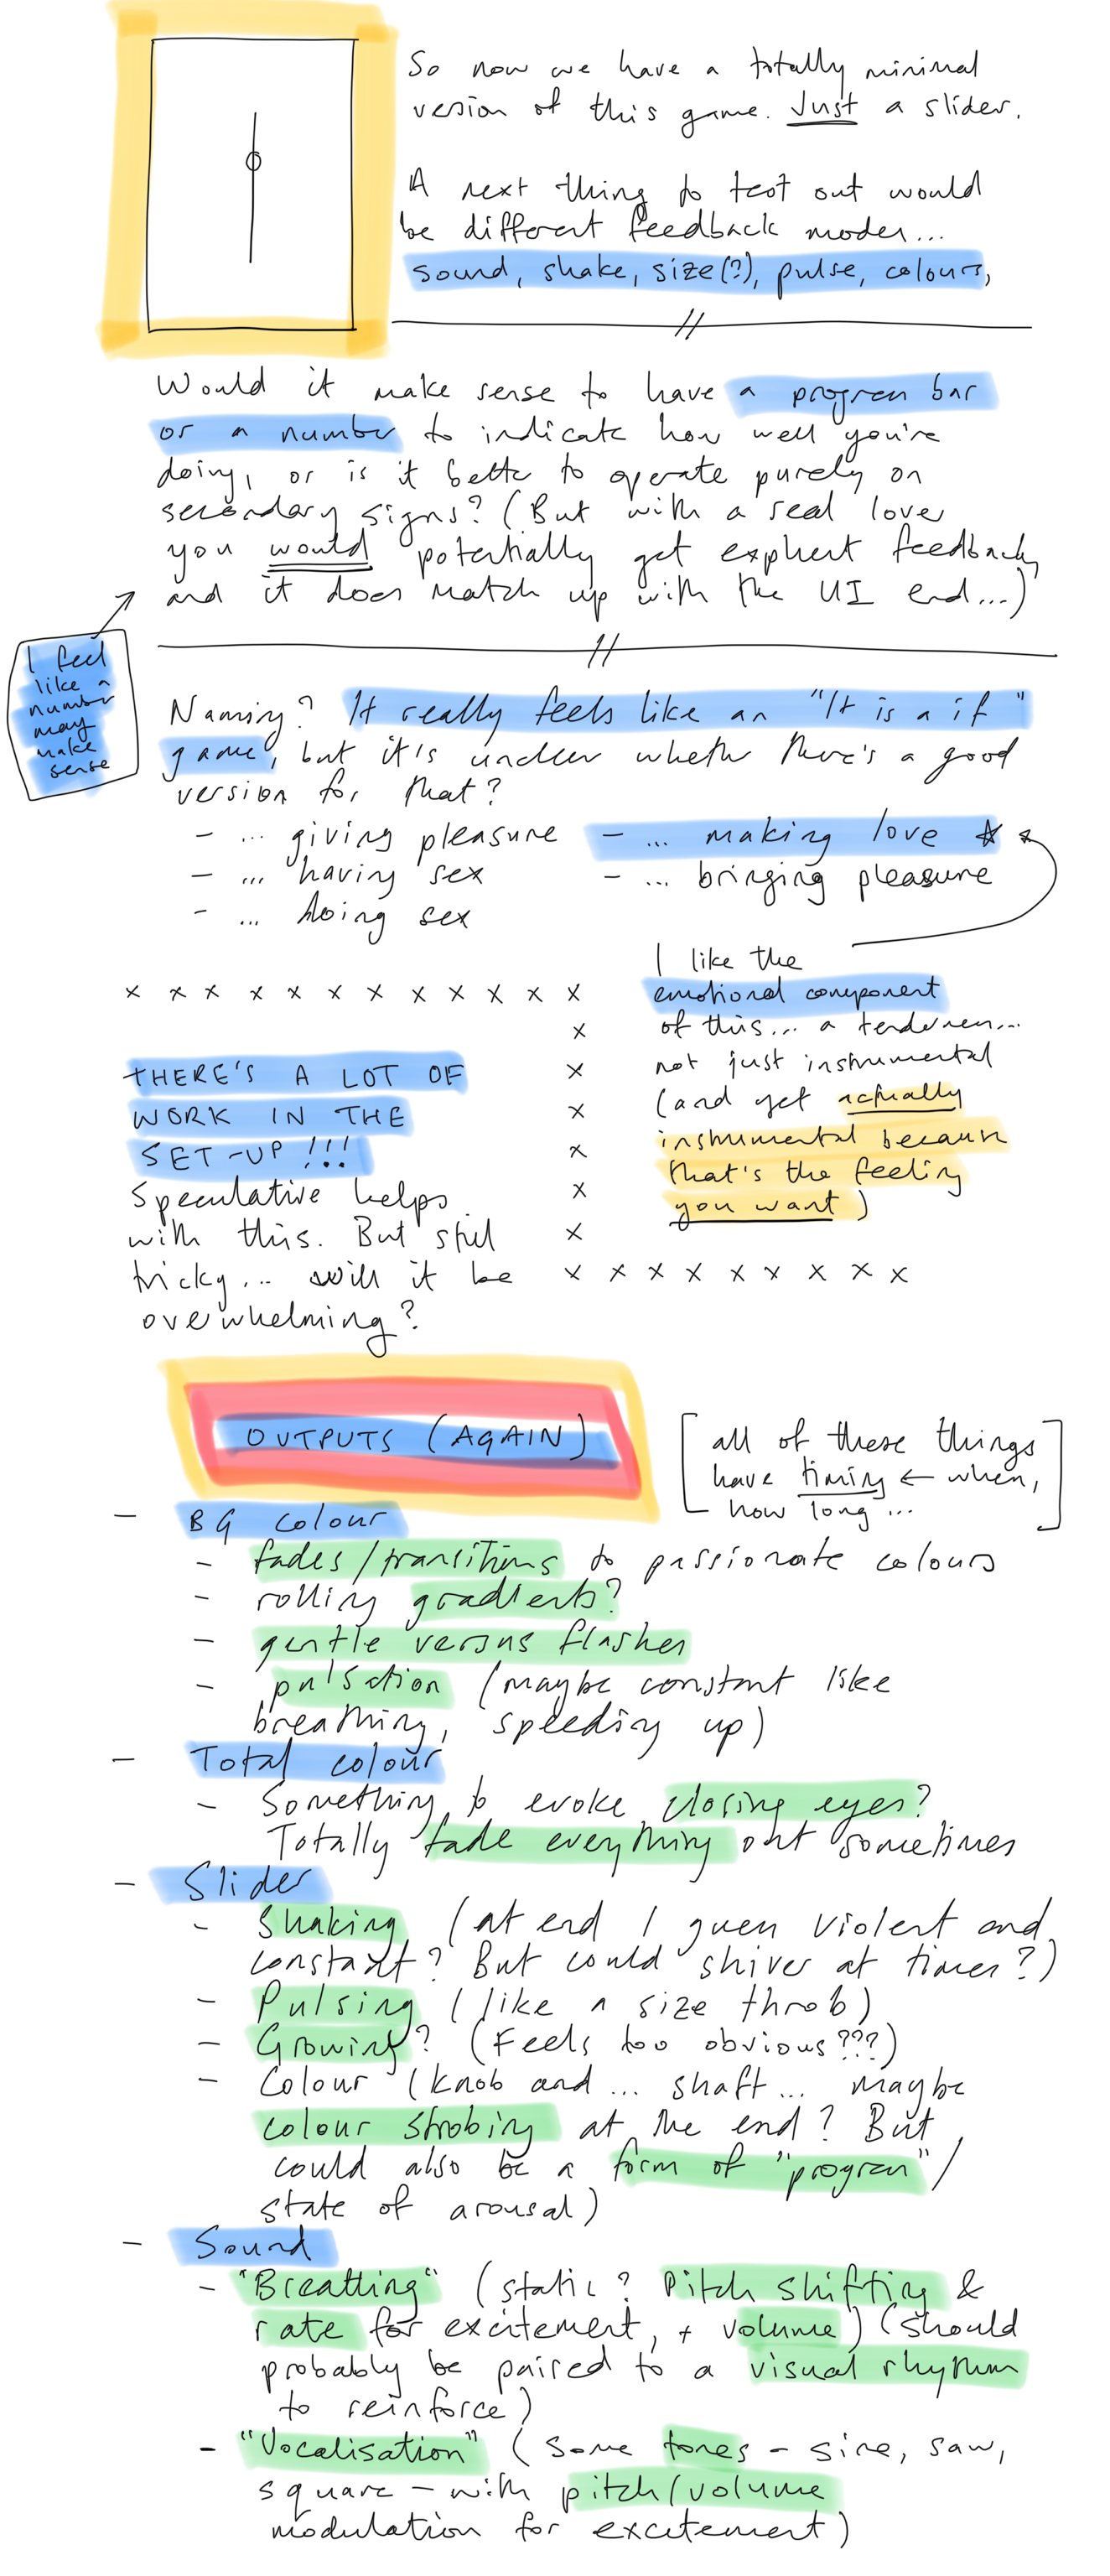 So now we have a totally minimal
version of this game. Just a slider.
A next thing to test out would
be different feedback modes...
sound, shake, size(?), pulse, colours,
Would it make sense to have a progress bar
or a number to indicate how well you're
doing, or is it better to operate purely on
secondary signs? (But with a real lover
you would potentially get explicit feedback,
and it does match up with the UI end...)
I feel
like a
number
may
make
sense
Naming? It really feels like an "It is as if"
game, but it's unclear whether there's a good
version for that?
- ... giving pleasure
- ... having sex
- ... doing sex
- ... making love
- ... bringing pleasure
I like the
emotional component
of this... a tenderness...
not just instrumental
(and yet actually
instrumental because
that's the feeling
you want)
x x x x x x x x x x x x
x
x
x
x
x
x
x x x x x x x x x
THERE'S A LOT OF
WORK IN THE
SET-UP!!!
Speculative helps
with this. But still
tricky... will it be
overwhelming?
OUTPUTS (AGAIN)
[all of these things
have timing ← when,
how long...]
- BG colour
- fades/transitions to passionate colours
- rolling gradients?
- gentle versus flashes
- pulsation (maybe constant like
breathing, speeding up)
- Total colour
- Something to evoke closing eyes?
Totally fade everything out sometimes
- Slider
- Shaking (at end I guess violent and
constant? But could shiver at times?)
- Pulsing (like a size throb)
- Growing? (Feels too obvious???)
- Colour (knob and... shaft... maybe
colour strobing at the end? But
could also be a form of "progress"/
state of arousal)
- Sound
- "Breathing" (static? Pitch shifting &
rate for excitement, + volume) (should
probably be paired to a visual rhythm
to reinforce)
- "Vocalisation" (Some tones - sine, saw,
square - with pitch/volume
modulation for excitement)